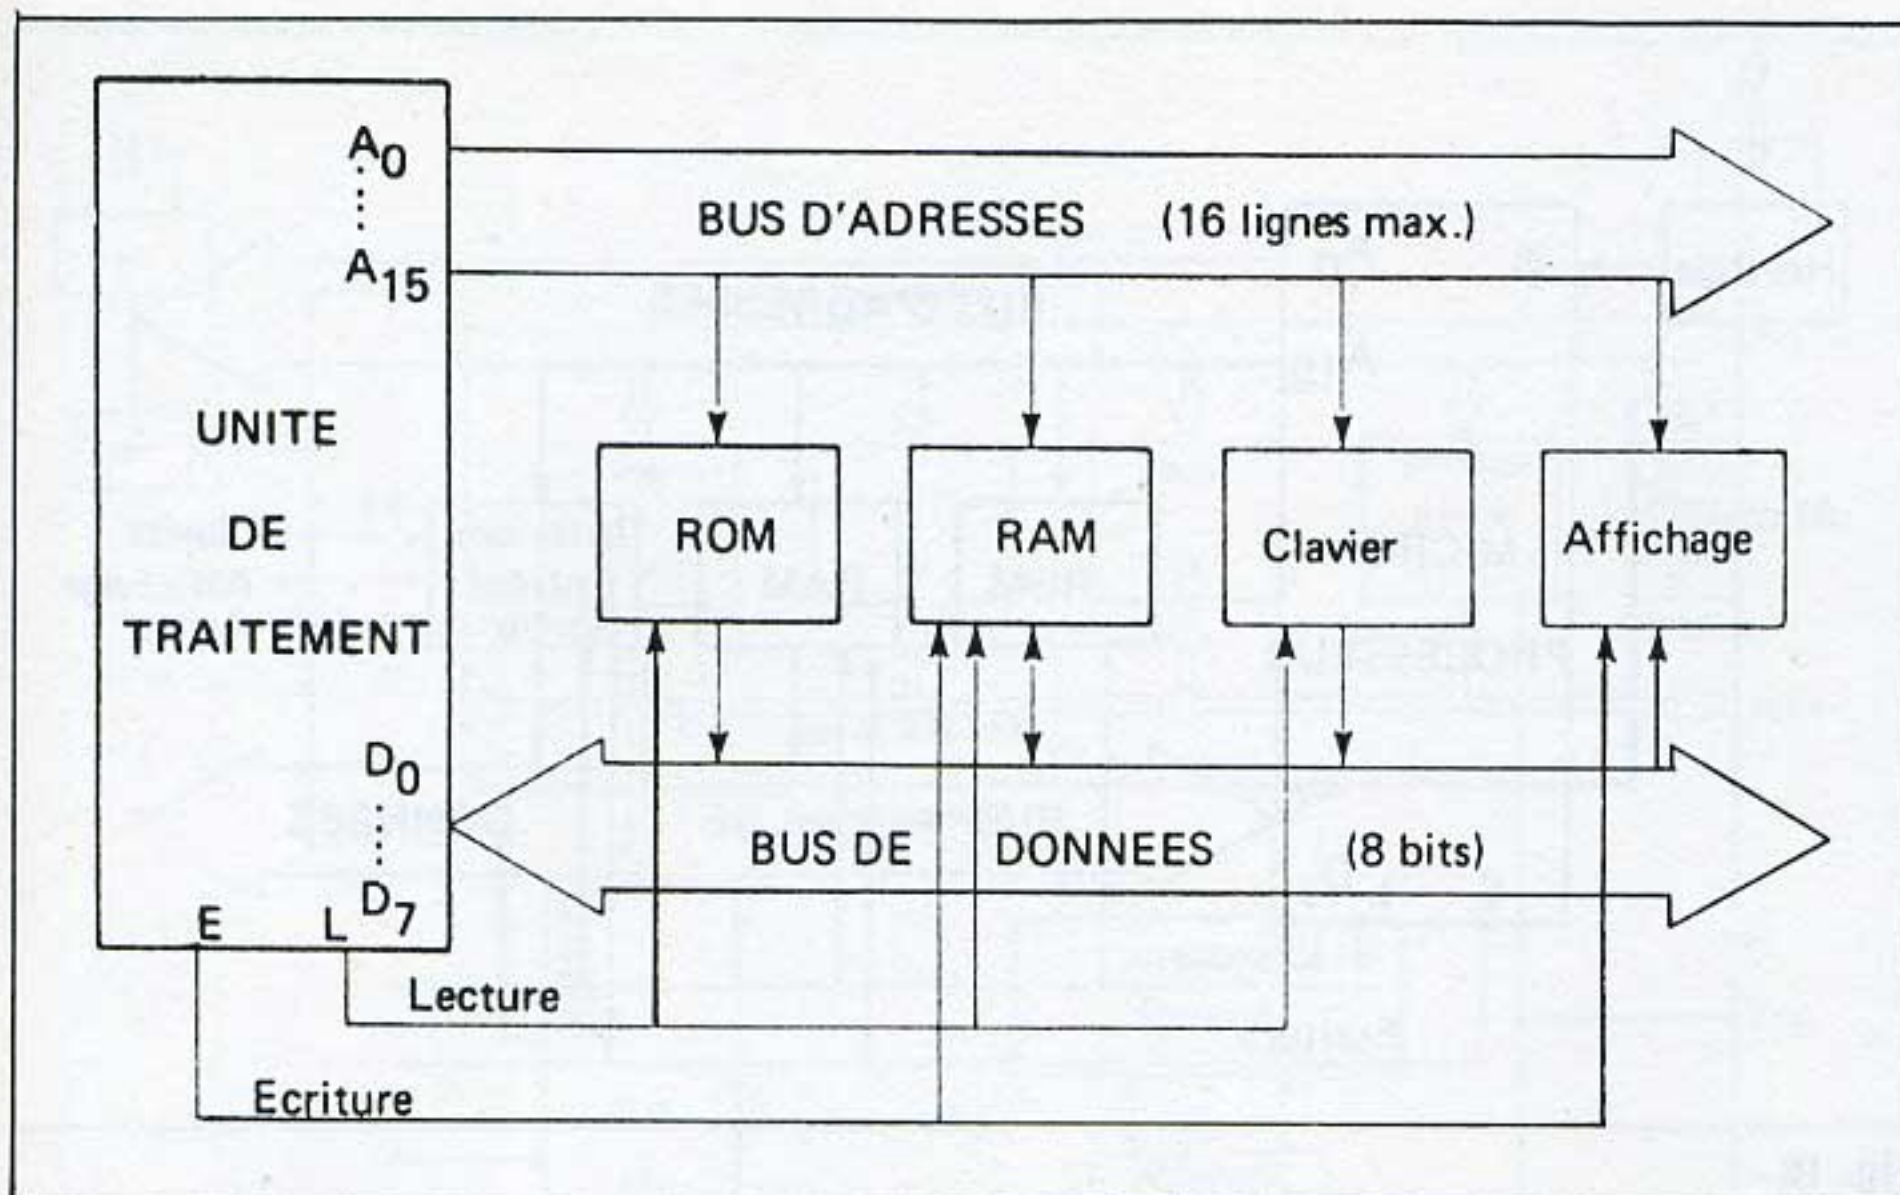 A0
A15
BUS D'ADRESSES (16 lignes max.)
UNITE
DE
TRAITEMENT
ROM
RAM
Clavier
Affichage
D0
D7
BUS DE DONNEES (8 bits)
E L
Lecture
Ecriture